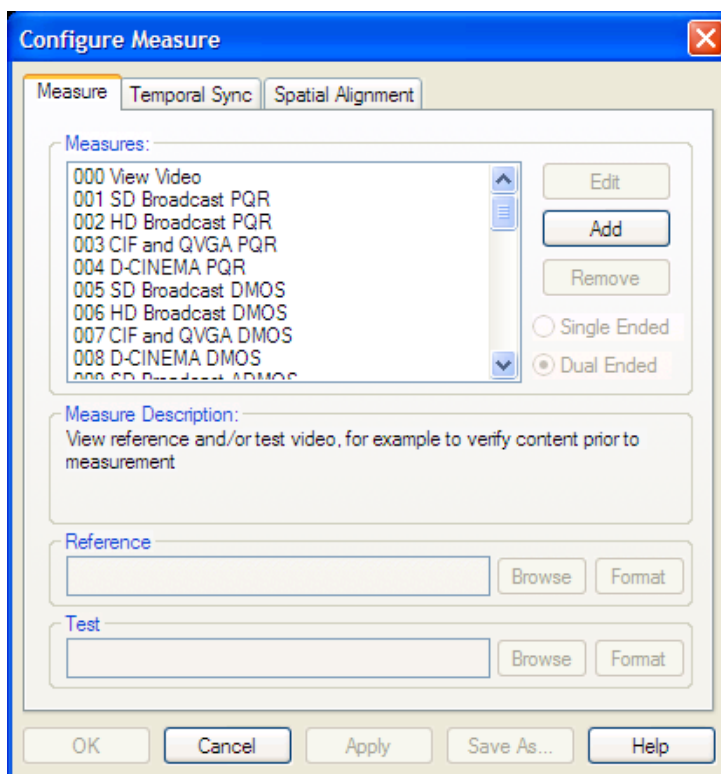 Configure Measure
Measure
Temporal Sync
Spatial Alignment
Measures:
000 View Video
001 SD Broadcast PQR
002 HD Broadcast PQR
003 CIF and QVGA PQR
004 D-CINEMA PQR
005 SD Broadcast DMOS
006 HD Broadcast DMOS
007 CIF and QVGA DMOS
008 D-CINEMA DMOS
009 SD Broadcast ADMOS
Edit
Add
Remove
Single Ended
Dual Ended
Measure Description:
View reference and/or test video, for example to verify content prior to
measurement
Reference
Browse
Format
Test
Browse
Format
OK
Cancel
Apply
Save As...
Help